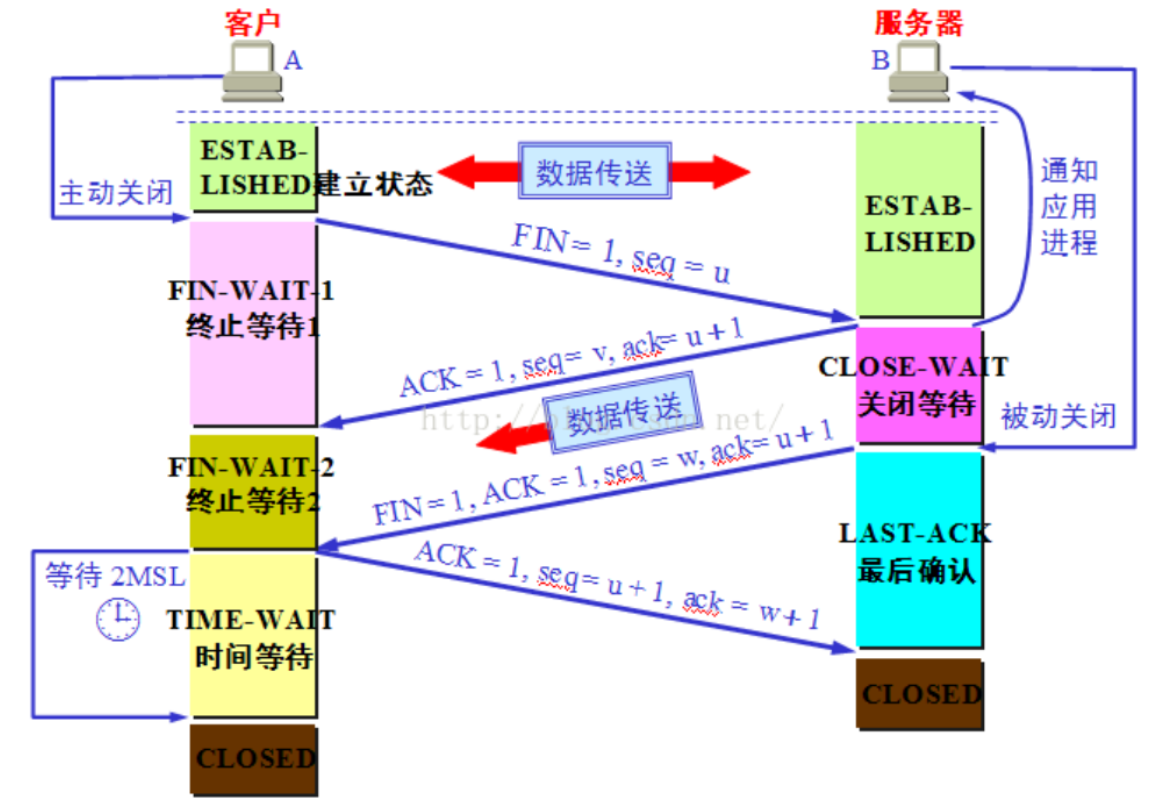 客户
服务器
A
B
ESTAB-
LISHED建立状态
数据传送
主动关闭
ESTAB-
LISHED
通知
应用
进程
FIN = 1, seq = u
FIN-WAIT-1
终止等待1
ACK = 1, seq= v, ack= u+1
CLOSE-WAIT
关闭等待
数据传送
被动关闭
FIN-WAIT-2
终止等待2
FIN=1, ACK = 1, seq = w, ack= u+1
LAST-ACK
最后确认
等待 2MSL
ACK = 1, seq= u+1, ack = w+1
TIME-WAIT
时间等待
CLOSED
CLOSED